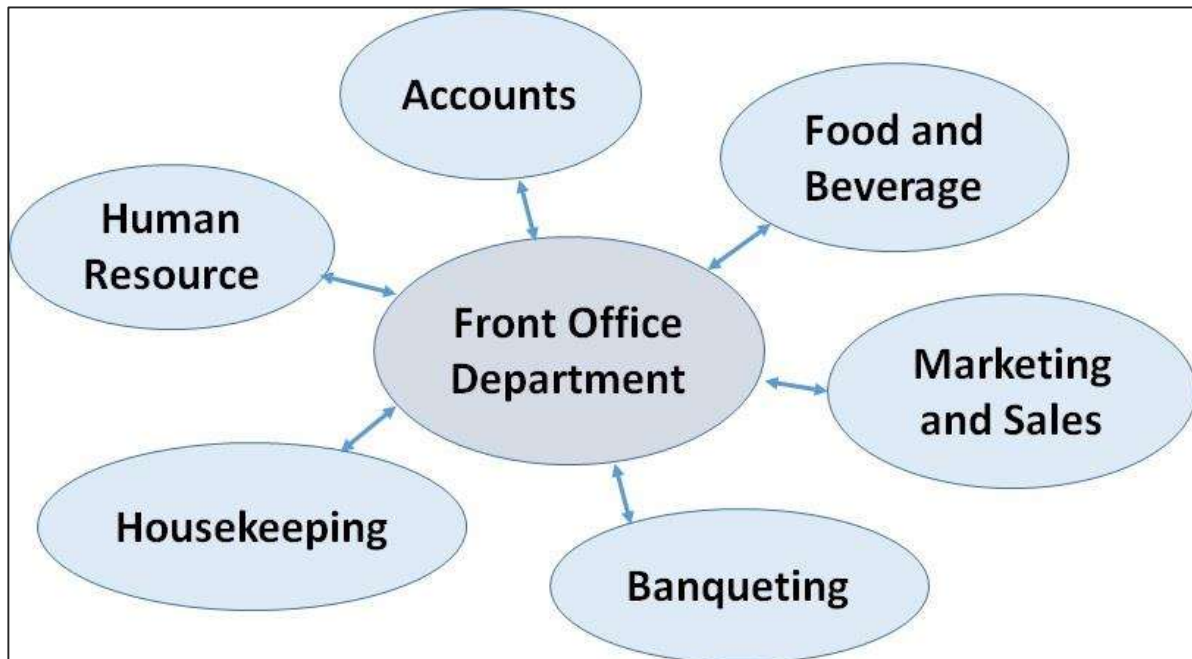 Accounts
Food and
Beverage
Human
Resource
Front Office
Department
Marketing
and Sales
Housekeeping
Banqueting